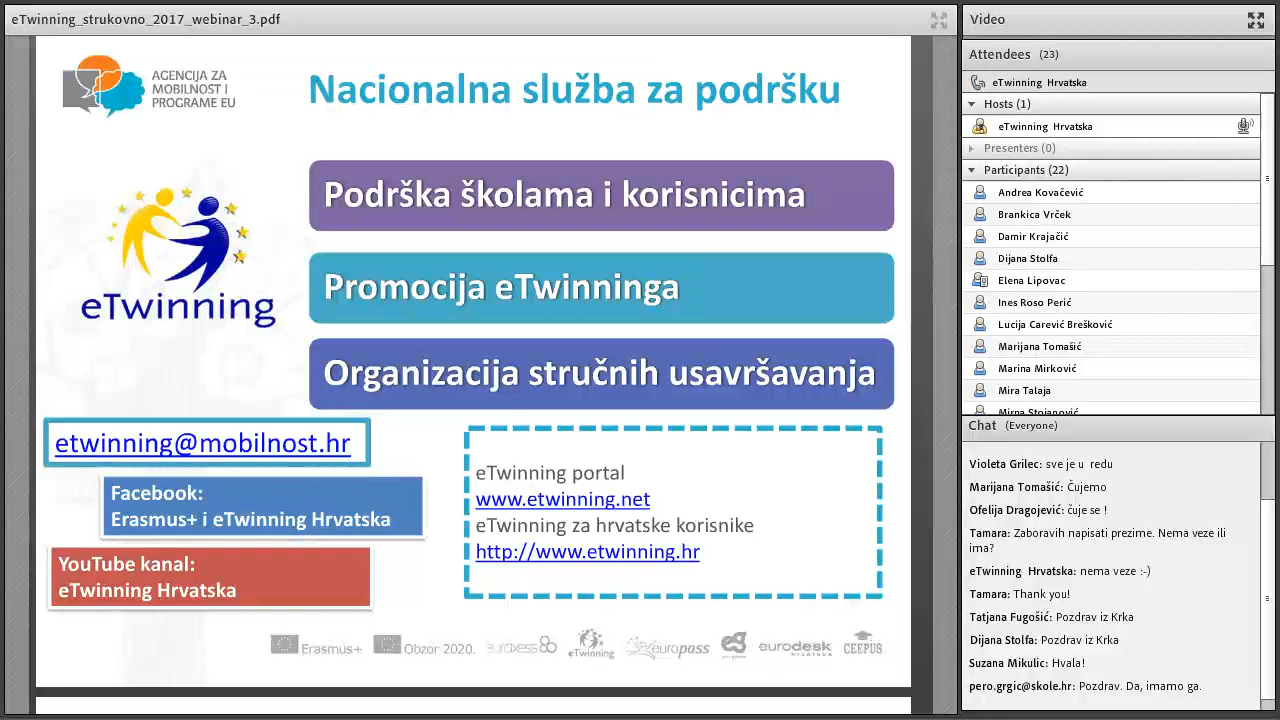 eTwinning_strukovno_2017_webinar_3.pdf
AGENCIJA ZA
MOBILNOST I
PROGRAME EU
Nacionalna služba za podršku
eTwinning
Podrška školama i korisnicima
Promocija eTwinninga
Organizacija stručnih usavršavanja
etwinning@mobilnost.hr
Facebook:
Erasmus+ i eTwinning Hrvatska
YouTube kanal:
eTwinning Hrvatska
eTwinning portal
www.etwinning.net
eTwinning za hrvatske korisnike
http://www.etwinning.hr
Erasmus+
Obzor 2020.
euraxess
eTwinning
europass
eurodesk
hrvatska
CEEPUS
Video
Attendees (23)
eTwinning Hrvatska
Hosts (1)
eTwinning Hrvatska
Presenters (0)
Participants (22)
Andrea Kovačević
Brankica Vrček
Damir Krajačić
Dijana Stolfa
Elena Lipovac
Ines Roso Perić
Lucija Carević Brešković
Marijana Tomašić
Marina Mirković
Mira Talaja
Mirna Stojanović
Chat (Everyone)
Violeta Grilec: sve je u redu
Marijana Tomašić: Čujemo
Ofelija Dragojević: čuje se !
Tamara: Zaboravih napisati prezime. Nema veze ili
ima?
eTwinning Hrvatska: nema veze :-)
Tamara: Thank you!
Tatjana Fugošić: Pozdrav iz Krka
Dijana Stolfa: Pozdrav iz Krka
Suzana Mikulic: Hvala!
pero.grgic@skole.hr: Pozdrav. Da, imamo ga.